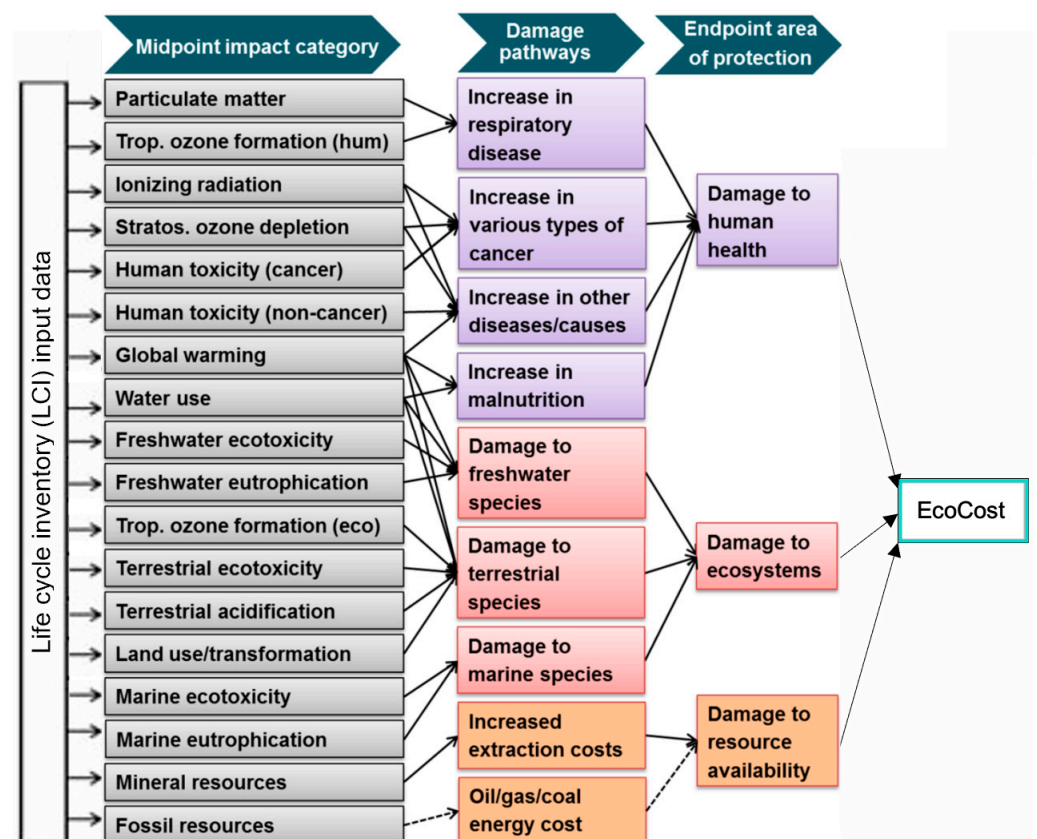 Midpoint impact category
Damage
pathways
Endpoint area
of protection
Life cycle inventory (LCI) input data
Particulate matter
Trop. ozone formation (hum)
Ionizing radiation
Stratos. ozone depletion
Human toxicity (cancer)
Human toxicity (non-cancer)
Global warming
Water use
Freshwater ecotoxicity
Freshwater eutrophication
Trop. ozone formation (eco)
Terrestrial ecotoxicity
Terrestrial acidification
Land use/transformation
Marine ecotoxicity
Marine eutrophication
Mineral resources
Fossil resources
Increase in
respiratory
disease
Increase in
various types of
cancer
Increase in other
diseases/causes
Increase in
malnutrition
Damage to
freshwater
species
Damage to
terrestrial
species
Damage to
marine species
Increased
extraction costs
Oil/gas/coal
energy cost
Damage to
human
health
Damage to
ecosystems
Damage to
resource
availability
EcoCost